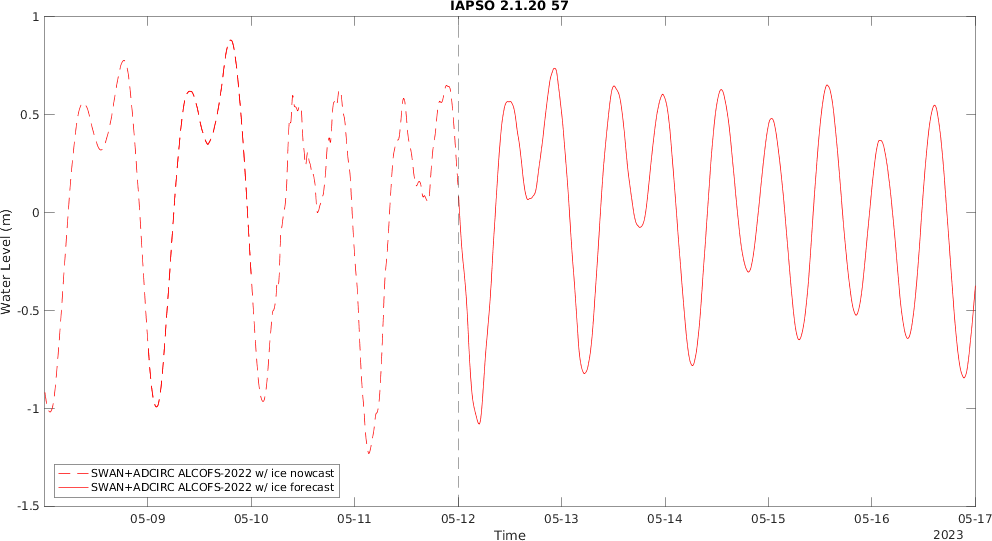 IAPSO 2.1.20 57
1
0.5
0
-0.5
-1
-1.5
Water Level (m)
SWAN+ADCIRC ALCOFS-2022 w/ ice nowcast
SWAN+ADCIRC ALCOFS-2022 w/ ice forecast
05-09 05-10 05-11 05-12 05-13 05-14 05-15 05-16 05-17
Time
2023